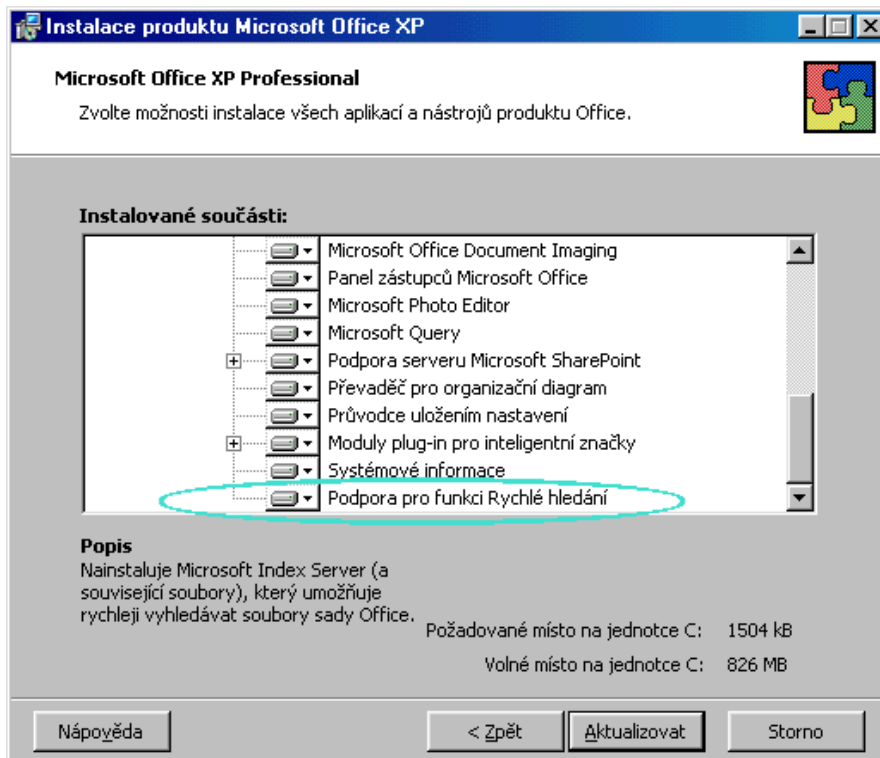 Instalace produktu Microsoft Office XP
Microsoft Office XP Professional
Zvolte možnosti instalace všech aplikací a nástrojů produktu Office.
Instalované součásti:
Microsoft Office Document Imaging
Panel zástupců Microsoft Office
Microsoft Photo Editor
Microsoft Query
Podpora serveru Microsoft SharePoint
Převaděč pro organizační diagram
Průvodce uložením nastavení
Moduly plug-in pro inteligentní značky
Systémové informace
Podpora pro funkci Rychlé hledání
Popis
Nainstaluje Microsoft Index Server (a
související soubory), který umožňuje
rychleji vyhledávat soubory sady Office.
Požadované místo na jednotce C: 1504 kB
Volné místo na jednotce C: 826 MB
Nápověda < Zpět Aktualizovat Storno